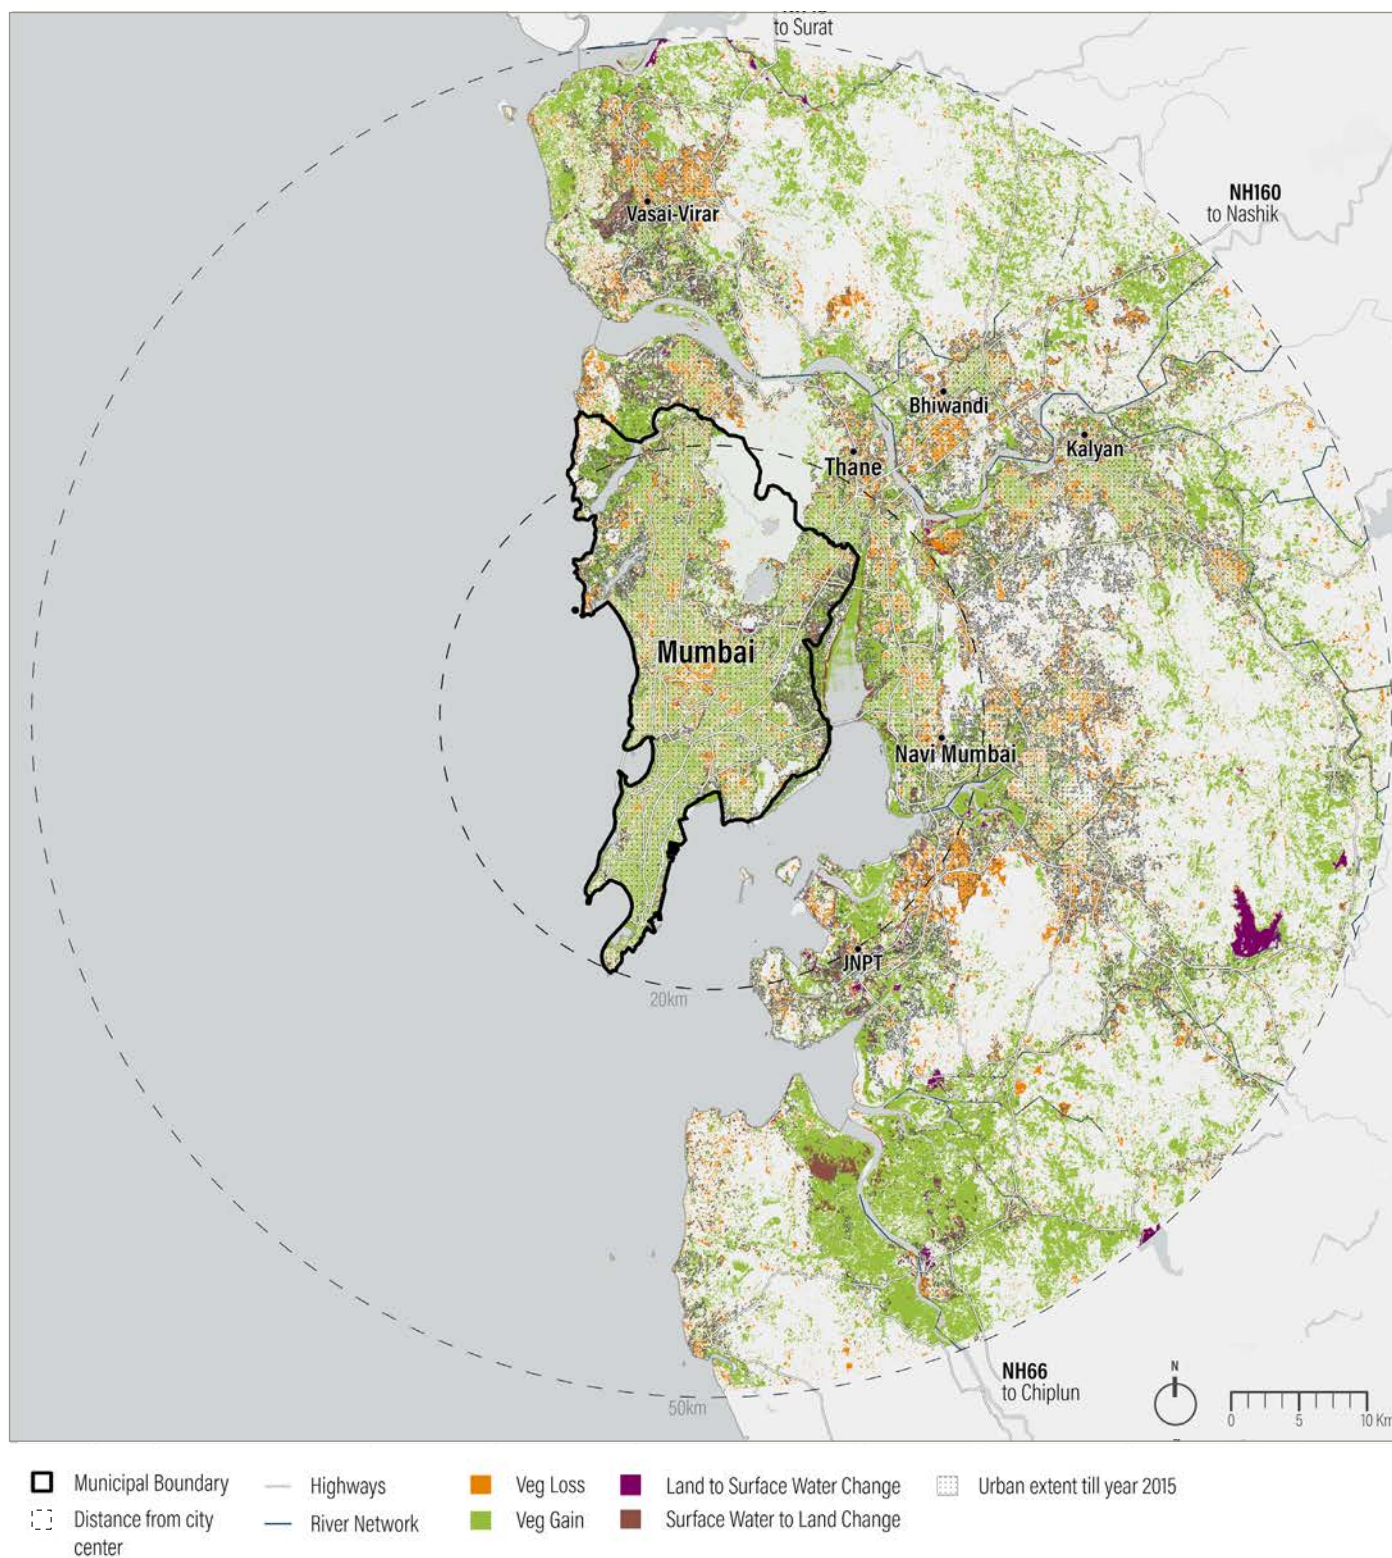 to Surat
NH160
to Nashik
Vasai-Virar
Bhiwandi
Kalyan
Thane
Mumbai
Navi Mumbai
JNPT
20km
50km
NH66
to Chiplun
N
0 5 10 Km
Municipal Boundary
Distance from city
center
Highways
River Network
Veg Loss
Veg Gain
Land to Surface Water Change
Surface Water to Land Change
Urban extent till year 2015